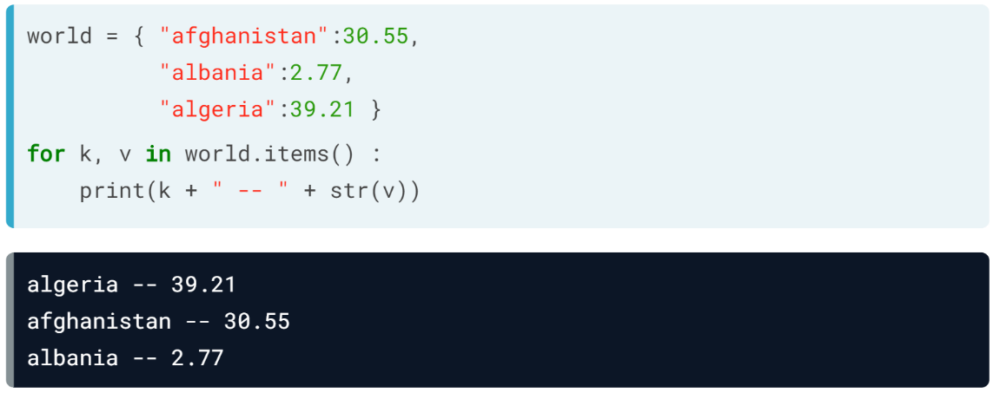 world = { "afghanistan":30.55,
          "albania":2.77,
          "algeria":39.21 }
for k, v in world.items() :
    print(k + " -- " + str(v))
algeria -- 39.21
afghanistan -- 30.55
albania -- 2.77